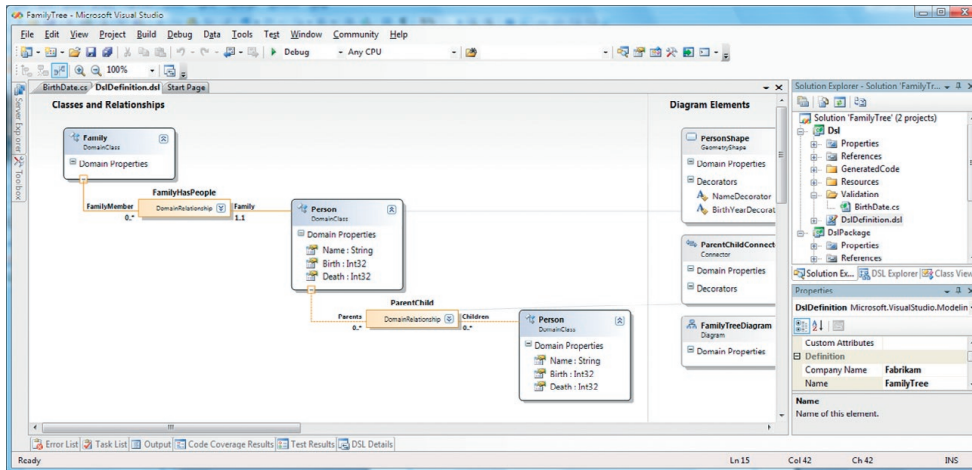 FamilyTree - Microsoft Visual Studio
File Edit View Project Build Debug Data Tools Test Window Community Help
Debug Any CPU
100%
BirthDate.cs DslDefinition.dsl Start Page
Server Explorer
Toolbox
Classes and Relationships
Diagram Elements
Family
DomainClass
Domain Properties
FamilyHasPeople
FamilyMember
0..*
DomainRelationship
Family
1..1
Person
DomainClass
Domain Properties
Name : String
Birth : Int32
Death : Int32
ParentChild
Parents
0..*
DomainRelationship
Children
0..*
Person
DomainClass
Domain Properties
Name : String
Birth : Int32
Death : Int32
PersonShape
GeometryShape
Domain Properties
Decorators
NameDecorator
BirthYearDecorat
ParentChildConnect
Connector
Domain Properties
Decorators
FamilyTreeDiagram
Diagram
Domain Properties
Solution Explorer - Solution 'FamilyTr...
Solution 'FamilyTree' (2 projects)
Dsl
Properties
References
GeneratedCode
Resources
Validation
BirthDate.cs
DslDefinition.dsl
DslPackage
Properties
References
Solution Ex... DSL Explorer Class View
Properties
DslDefinition Microsoft.VisualStudio.Modelin
Custom Attributes
Definition
Company Name Fabrikam
Name FamilyTree
Name
Name of this element.
Error List Task List Output Code Coverage Results Test Results DSL Details
Ready Ln 15 Col 42 Ch 42 INS